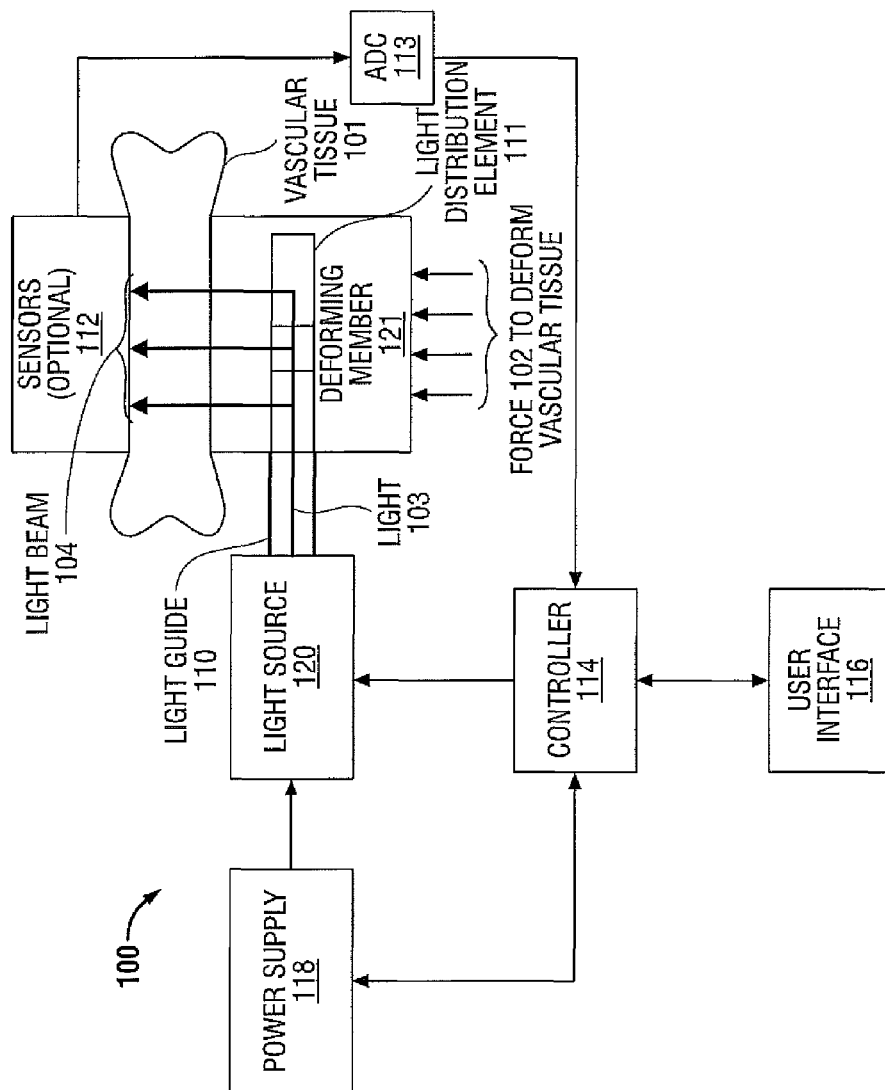 100
POWER SUPPLY
118
LIGHT SOURCE
120
LIGHT GUIDE
110
LIGHT BEAM
104
LIGHT
103
SENSORS
(OPTIONAL)
112
VASCULAR
TISSUE
101
DEFORMING
MEMBER
121
LIGHT
DISTRIBUTION
ELEMENT
111
ADC
113
FORCE 102 TO DEFORM
VASCULAR TISSUE
CONTROLLER
114
USER
INTERFACE
116